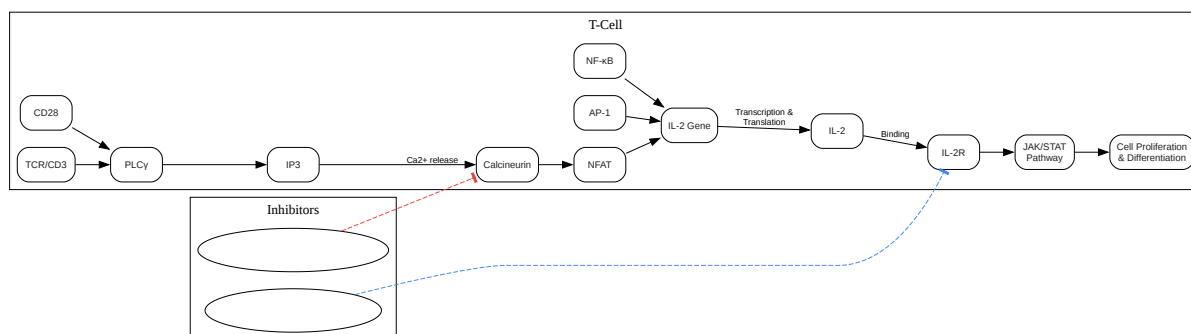 T-Cell
NF-κB
CD28
AP-1
IL-2 Gene
Transcription &
Translation
IL-2
Binding
TCR/CD3
PLCγ
IP3
Ca2+ release
Calcineurin
NFAT
IL-2R
JAK/STAT
Pathway
Cell Proliferation
& Differentiation
Inhibitors